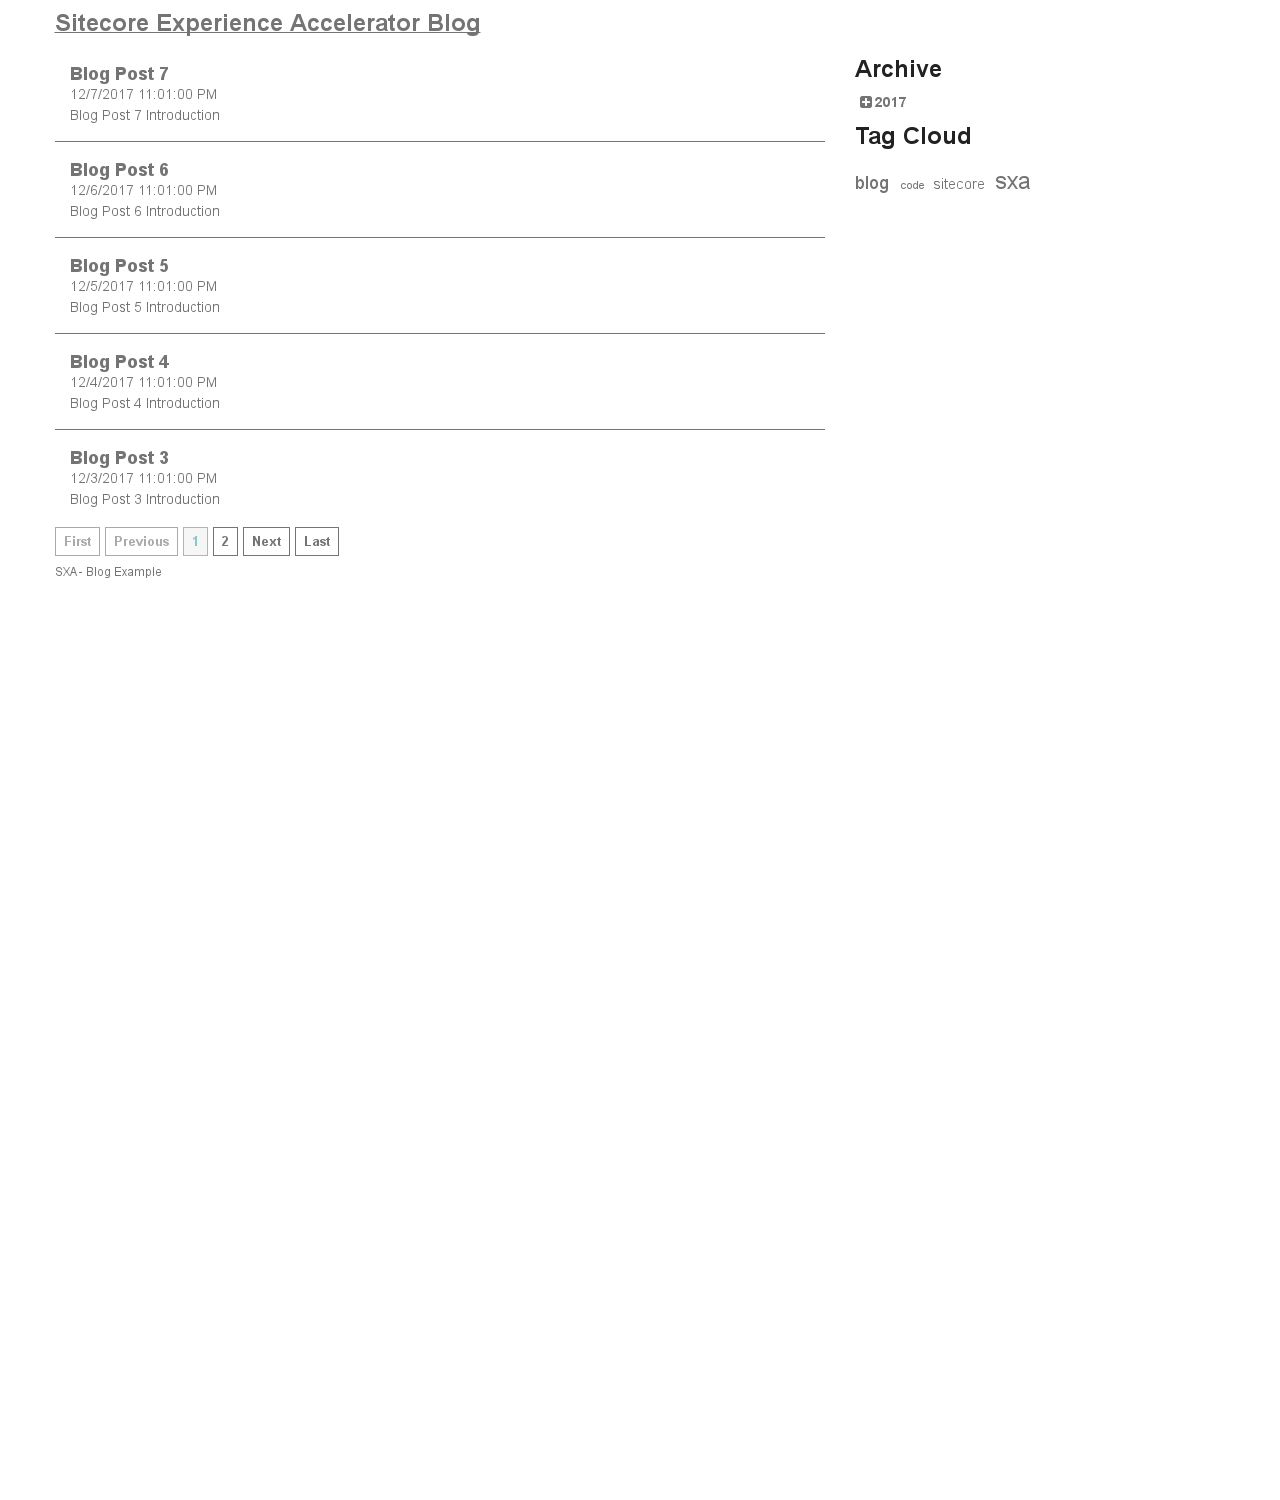 Sitecore Experience Accelerator Blog
Blog Post 7
12/7/2017 11:01:00 PM
Blog Post 7 Introduction
Blog Post 6
12/6/2017 11:01:00 PM
Blog Post 6 Introduction
Blog Post 5
12/5/2017 11:01:00 PM
Blog Post 5 Introduction
Blog Post 4
12/4/2017 11:01:00 PM
Blog Post 4 Introduction
Blog Post 3
12/3/2017 11:01:00 PM
Blog Post 3 Introduction
First Previous 1 2 Next Last
SXA- Blog Example
Archive
2017
Tag Cloud
blog code sitecore sxa